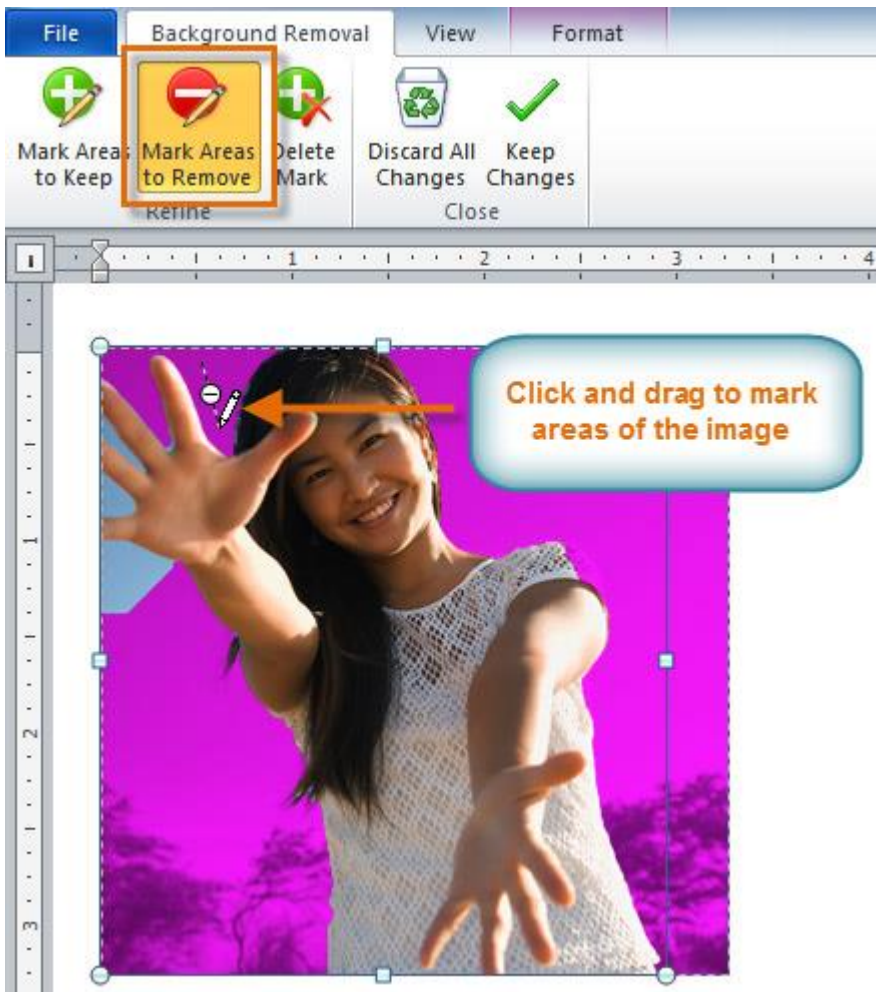 File Background Removal View Format
Mark Areas Mark Areas Delete Discard All Keep
to Keep to Remove Mark Changes Changes
Refine Close
1 2 3 4
Click and drag to mark
areas of the image
1
2
3